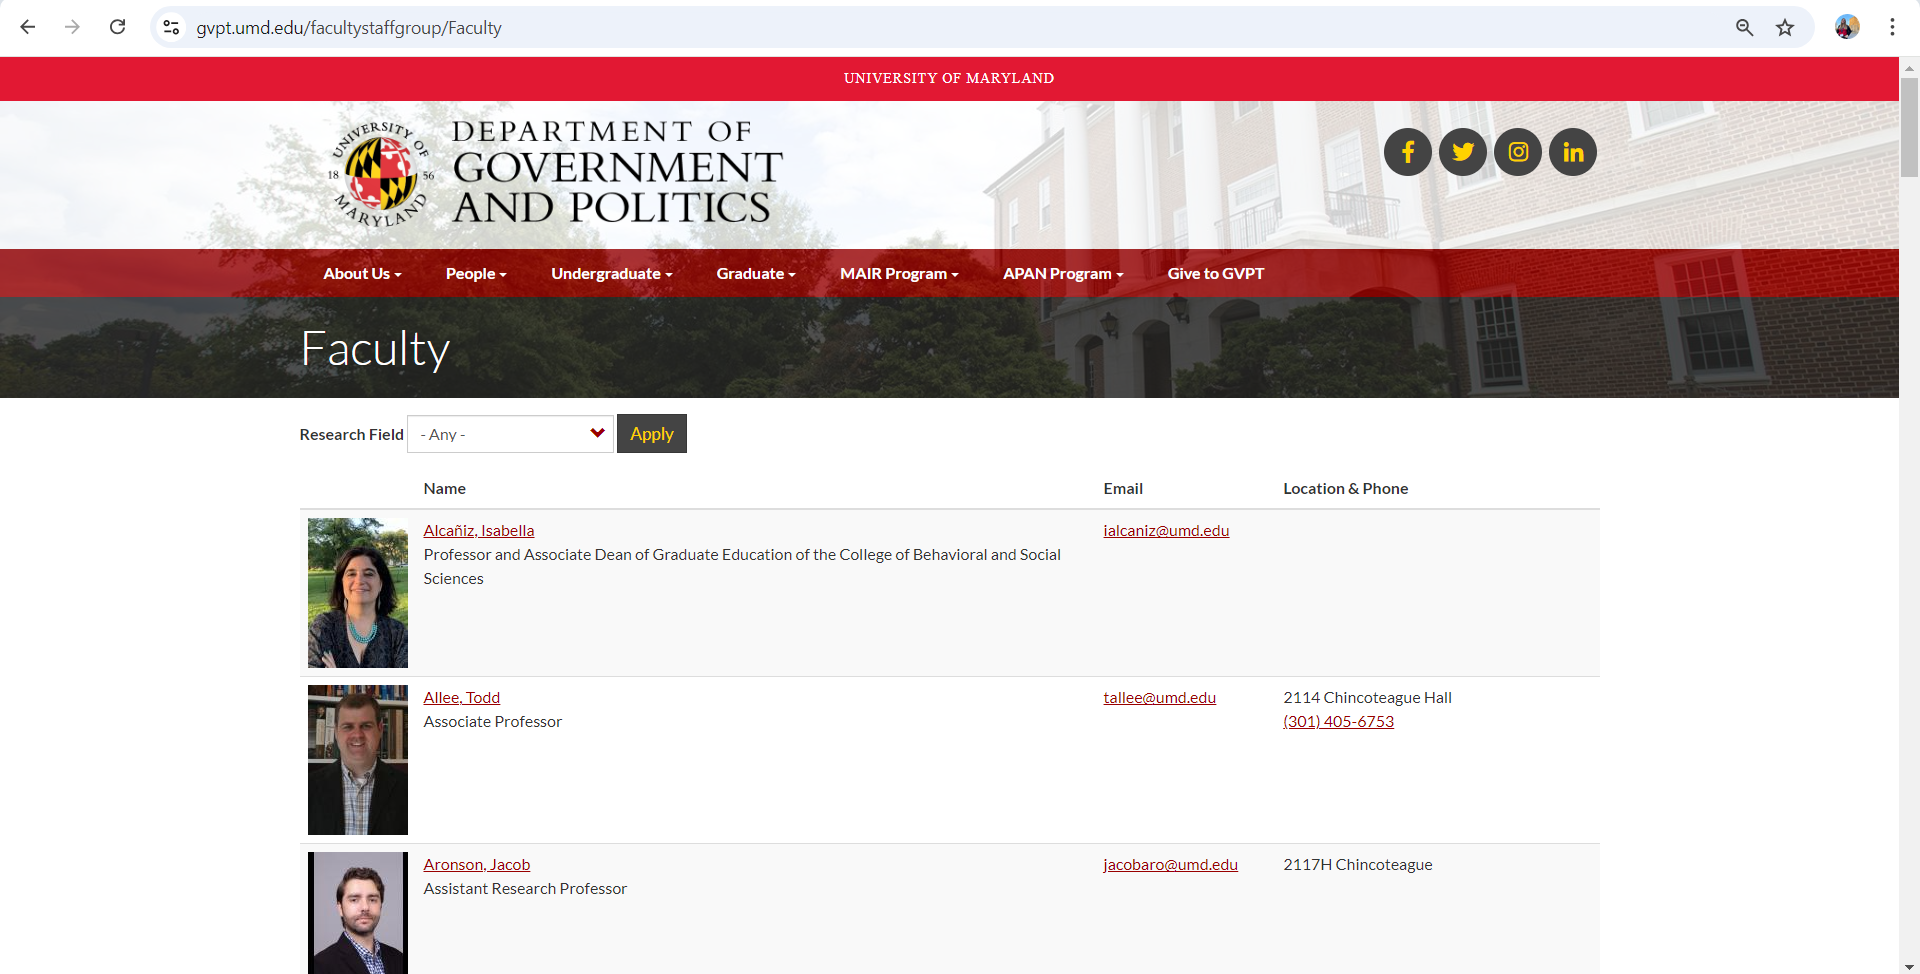 gvpt.umd.edu/facultystaffgroup/Faculty
UNIVERSITY OF MARYLAND
UNIVERSITY OF
18 56
MARYLAND
DEPARTMENT OF
GOVERNMENT
AND POLITICS
About Us
People
Undergraduate
Graduate
MAIR Program
APAN Program
Give to GVPT
Faculty
Research Field - Any - Apply
Name Email Location & Phone
Alcañiz, Isabella ialcaniz@umd.edu
Professor and Associate Dean of Graduate Education of the College of Behavioral and Social
Sciences
Allee, Todd tallee@umd.edu 2114 Chincoteague Hall
Associate Professor (301) 405-6753
Aronson, Jacob jacobaro@umd.edu 2117H Chincoteague
Assistant Research Professor